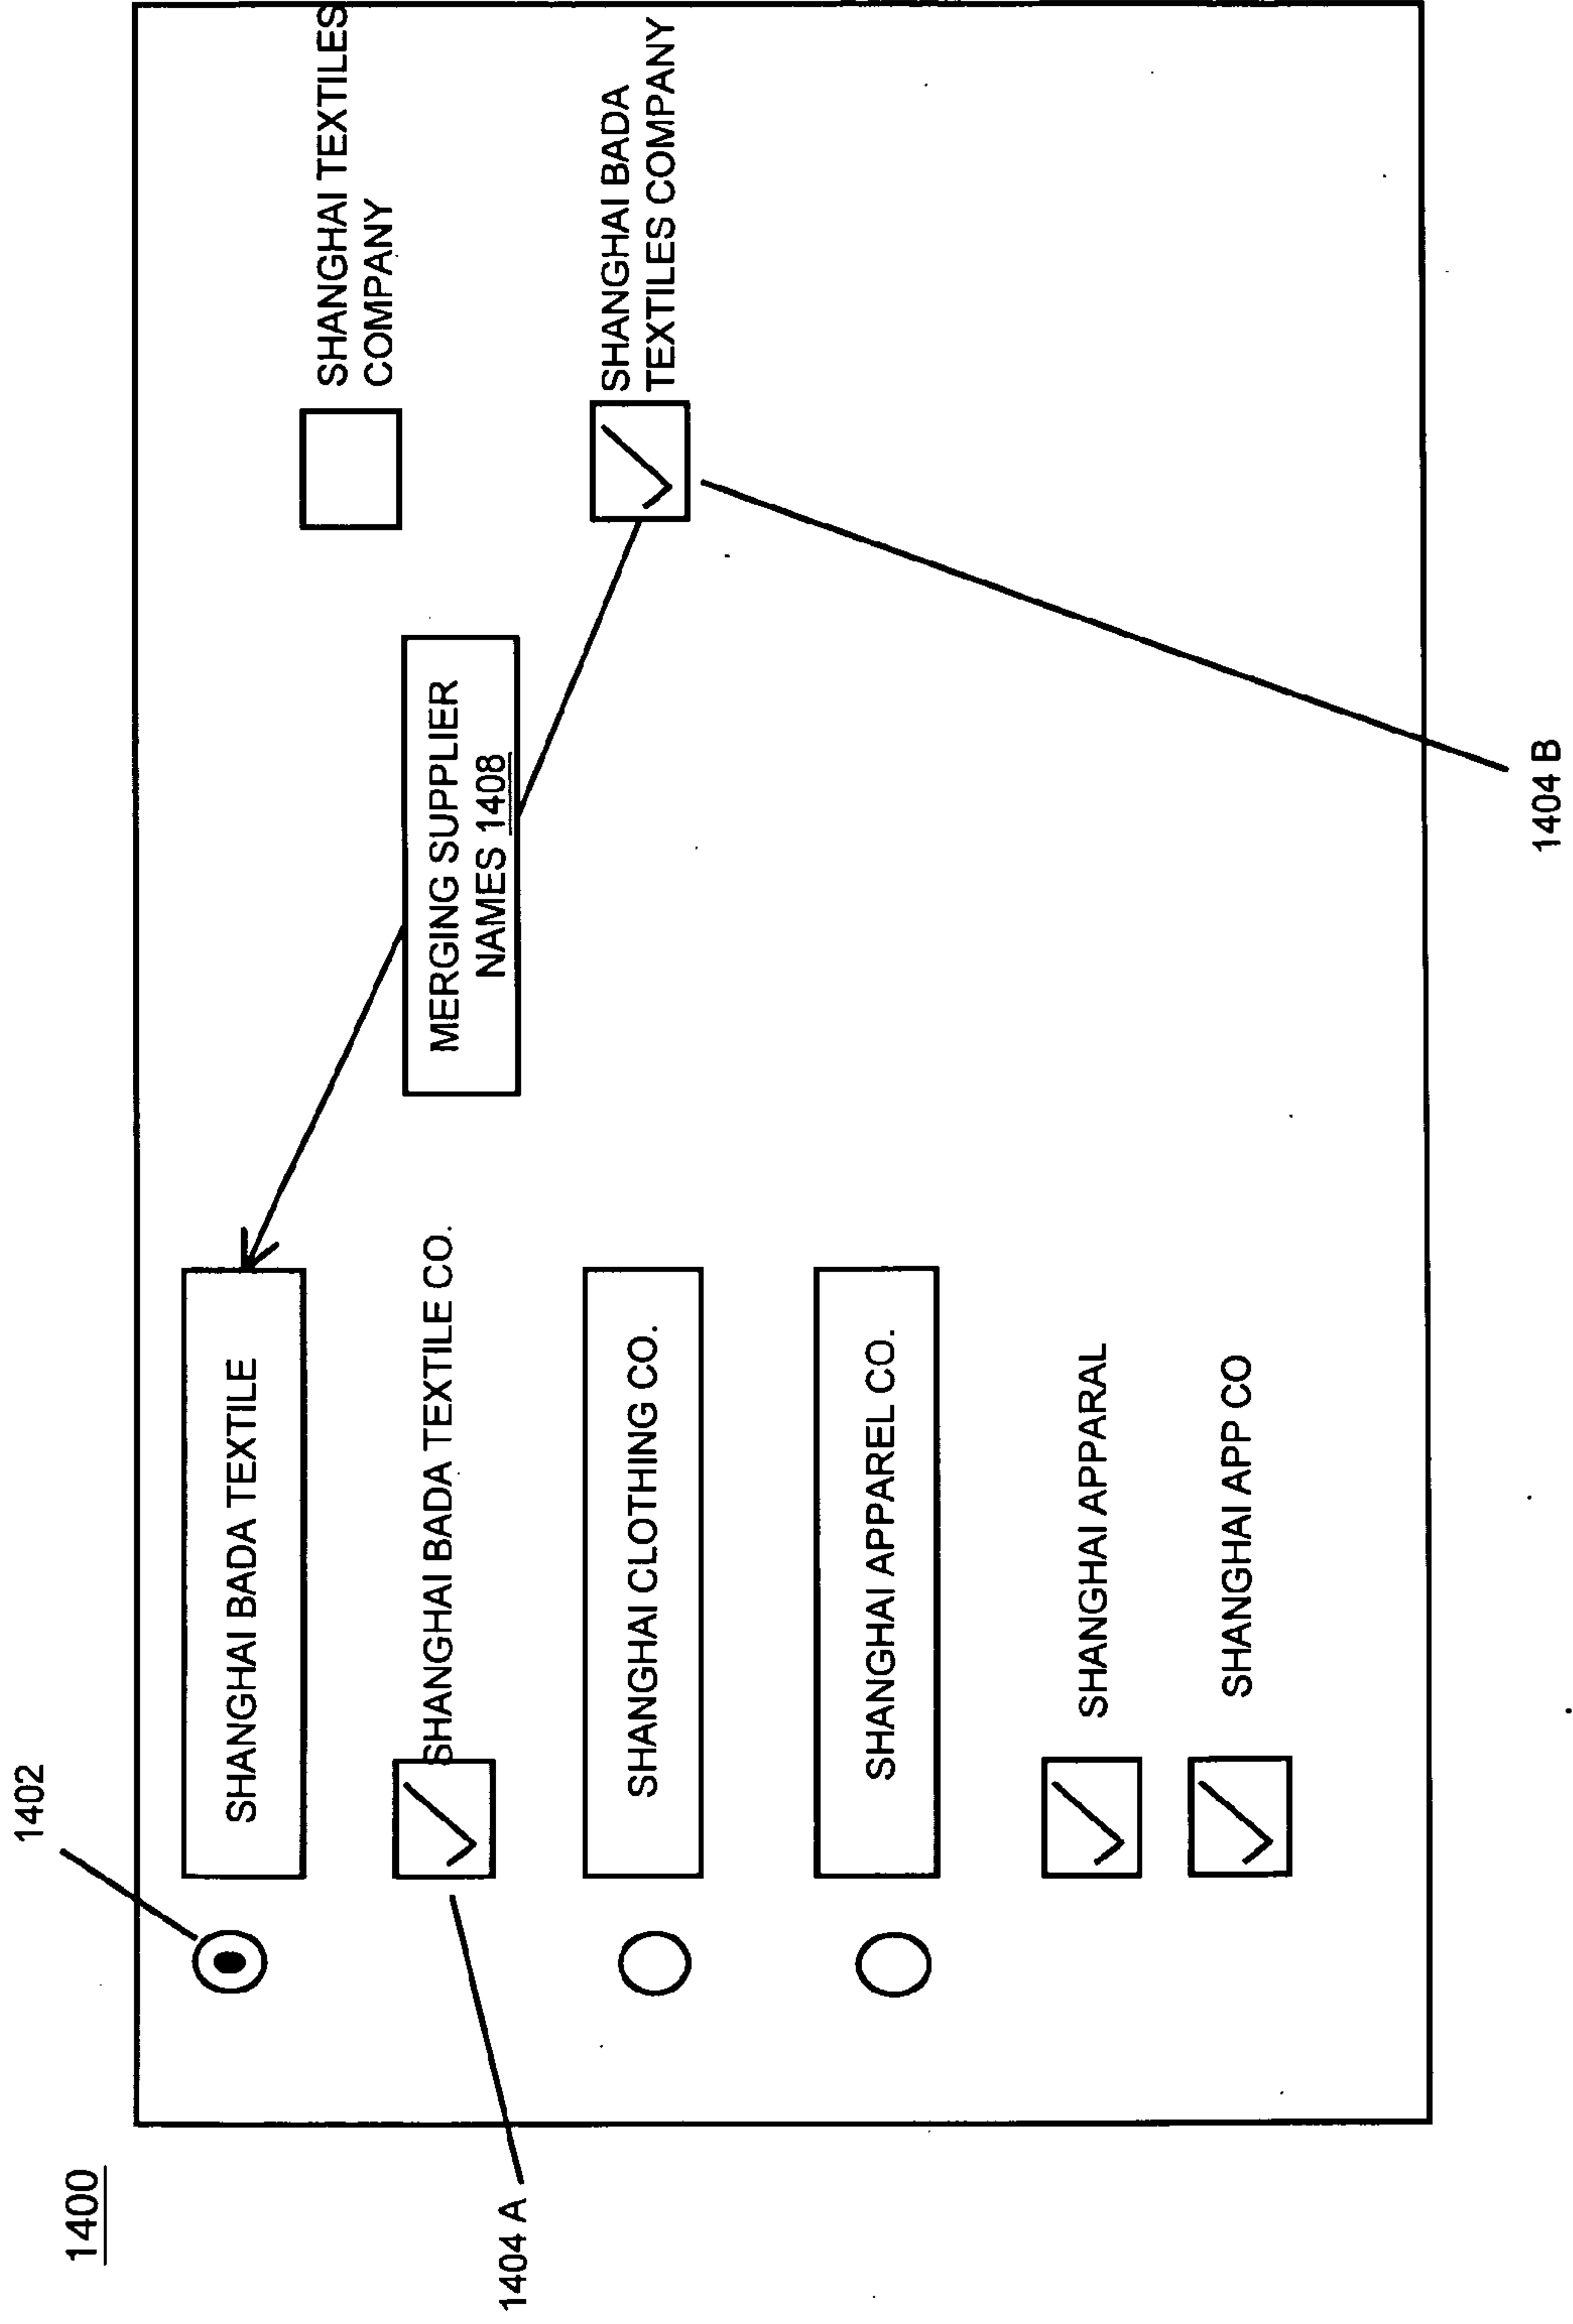 1400
1402
SHANGHAI BADA TEXTILE
SHANGHAI TEXTILES
COMPANY
1404 A
SHANGHAI BADA TEXTILE CO.
MERGING SUPPLIER
NAMES 1408
SHANGHAI BADA
TEXTILES COMPANY
SHANGHAI CLOTHING CO.
SHANGHAI APPAREL CO.
SHANGHAI APPARAL
SHANGHAI APP CO
1404 B